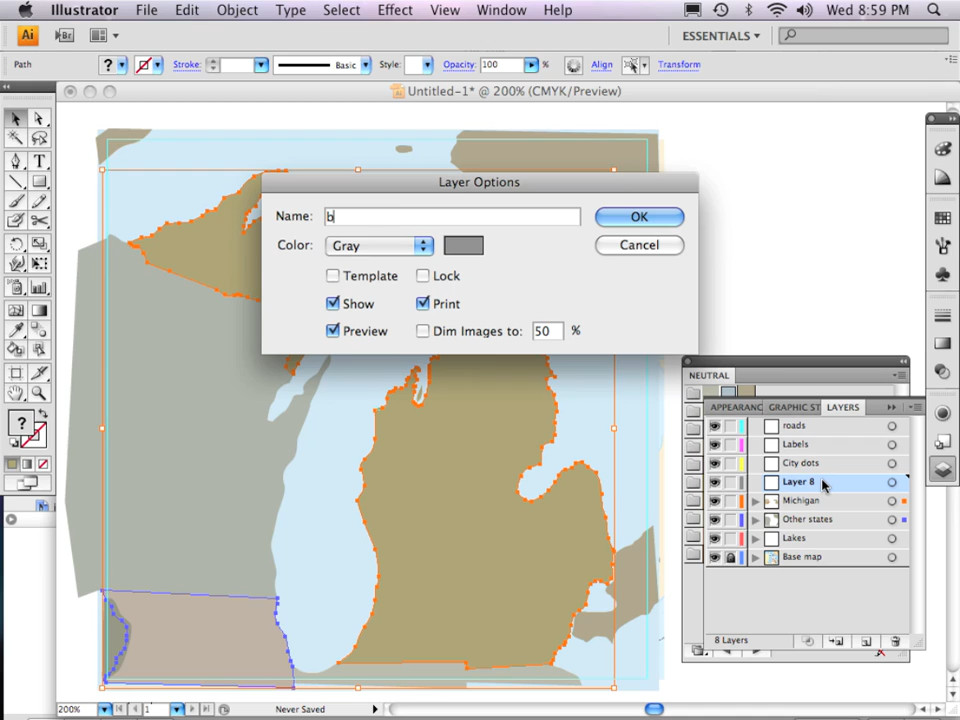 Illustrator File Edit Object Type Select Effect View Window Help Wed 8:59 PM
Ai Br ESSENTIALS
Path ? Stroke: Basic Style: Opacity: 100 % Align Transform
Untitled-1* @ 200% (CMYK/Preview)
Layer Options
Name: b OK
Color: Gray Cancel
Template Lock
Show Print
Preview Dim Images to: 50 %
NEUTRAL
APPEARANC GRAPHIC ST LAYERS
roads
Labels
City dots
Layer 8
Michigan
Other states
Lakes
Base map
8 Layers
T
?
200% 1 Never Saved